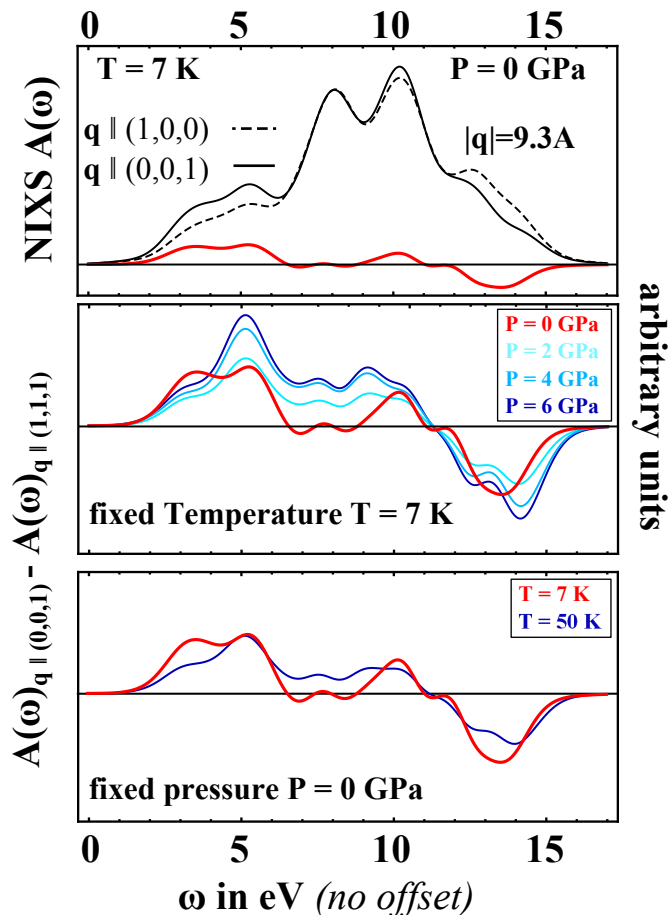 0 5 10 15
T = 7 K P = 0 GPa
q ∥ (1,0,0)
q ∥ (0,0,1)
|q|=9.3A
NIXS A(ω)
P = 0 GPa
P = 2 GPa
P = 4 GPa
P = 6 GPa
fixed Temperature T = 7 K
A(ω)q ∥ (0,0,1) - A(ω)q ∥ (1,1,1)
arbitrary units
T = 7 K
T = 50 K
fixed pressure P = 0 GPa
0 5 10 15
ω in eV (no offset)